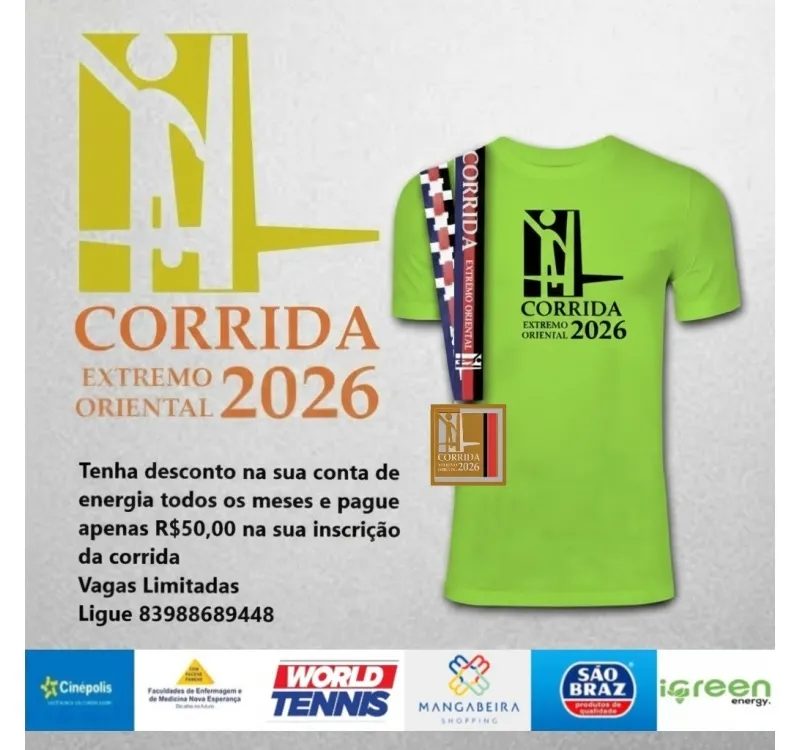 CORRIDA
EXTREMO
ORIENTAL 2026
CORRIDA
EXTREMO ORIENTAL
CORRIDA
EXTREMO
ORIENTAL 2026
CORRIDA
2026
Tenha desconto na sua conta de
energia todos os meses e pague
apenas R$50,00 na sua inscrição
da corrida
Vagas Limitadas
Ligue 83988689448
Cinépolis
Faculdades de Enfermagem e
de Medicina Nova Esperança
WORLD
TENNIS
MANGABEIRA
SHOPPING
SÃO
BRAZ
produtos de
qualidade
iGreen
energy.